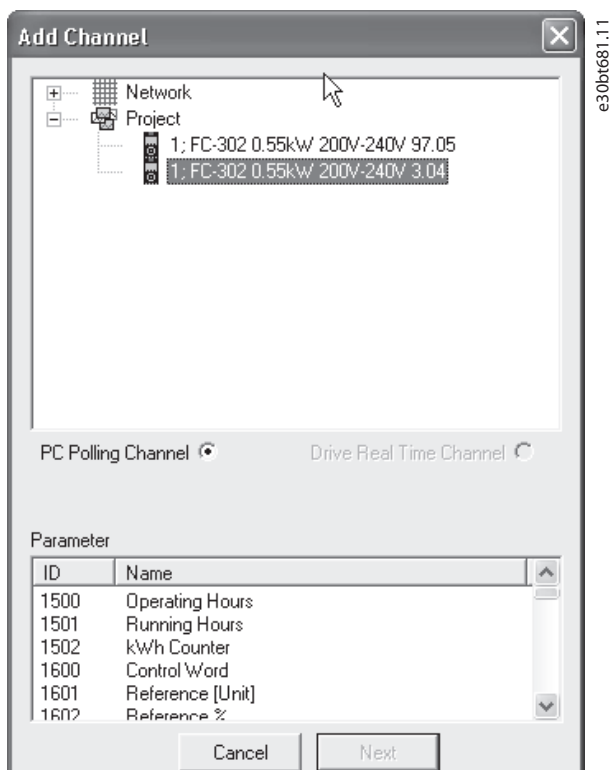 Add Channel
e30bt681.11
Network
Project
1; FC-302 0.55kW 200V-240V 97.05
1; FC-302 0.55kW 200V-240V 3.04
PC Polling Channel
Drive Real Time Channel
Parameter
ID Name
1500 Operating Hours
1501 Running Hours
1502 kWh Counter
1600 Control Word
1601 Reference [Unit]
1602 Reference %
Cancel Next